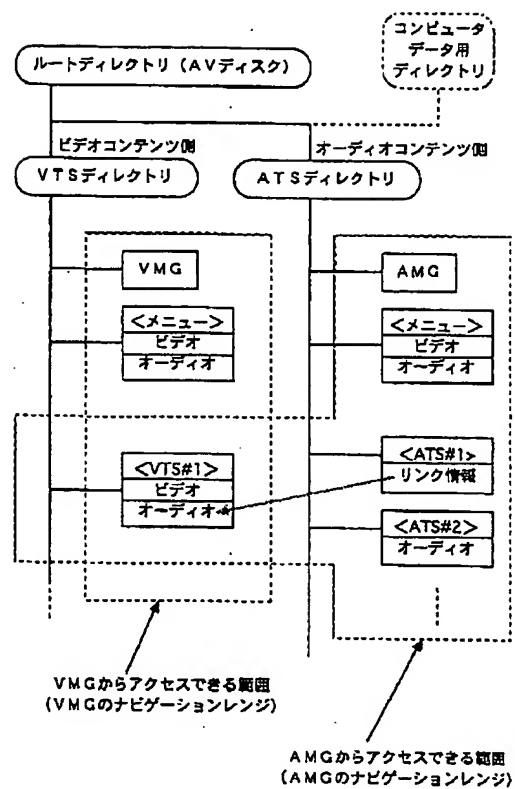 コンピュータ
データ用
ディレクトリ
ルートディレクトリ（AVディスク）
ビデオコンテンツ側
オーディオコンテンツ側
VTSディレクトリ
ATSディレクトリ
VMG
AMG
<メニュー>
ビデオ
オーディオ
<メニュー>
ビデオ
オーディオ
<VTS#1>
ビデオ
オーディオ
<ATS#1>
リンク情報
<ATS#2>
オーディオ
VMGからアクセスできる範囲
（VMGのナビゲーションレンジ）
AMGからアクセスできる範囲
（AMGのナビゲーションレンジ）